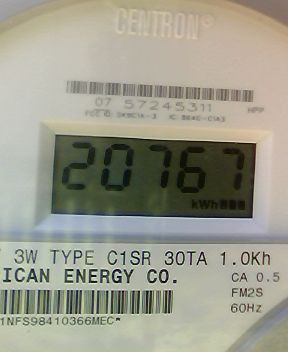 CENTRON®
07 57245311 HPP
20767
kWh
3W TYPE C1SR 30TA 1.0Kh
ICAN ENERGY CO. CA 0.5
FM2S
60Hz
1NFS98410366MEC*